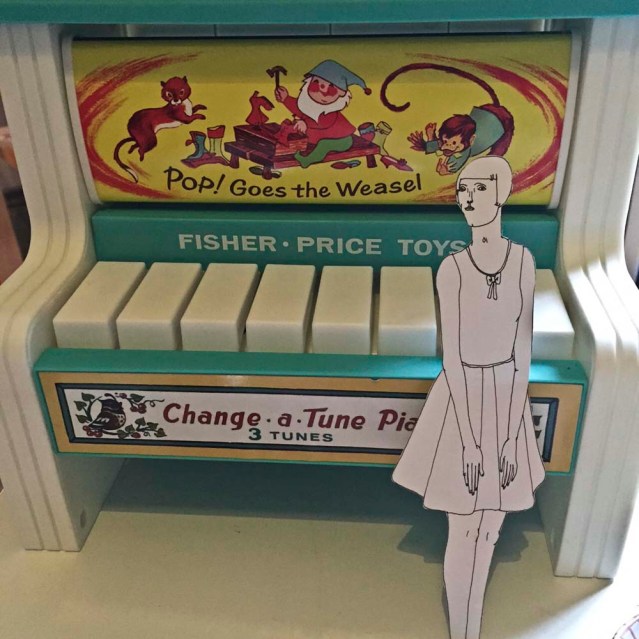 POP! GOES the WEASEL
FISHER·PRICE TOYS
Change·a·Tune Pia
3 TUNES